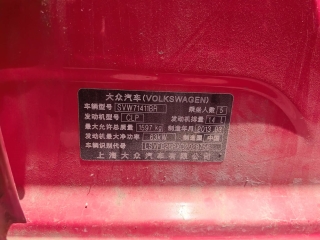 大众汽车(VOLKSWAGEN)
车辆型号 SVW71411BR 乘坐人数 5
发动机型号 CLP 发动机排量 1.4 L
最大允许总质量 1597 kg 制造年月 2013
发动机最大净功率 63kW 制造国 中国
车辆识别代号
上海大众汽车有限公司